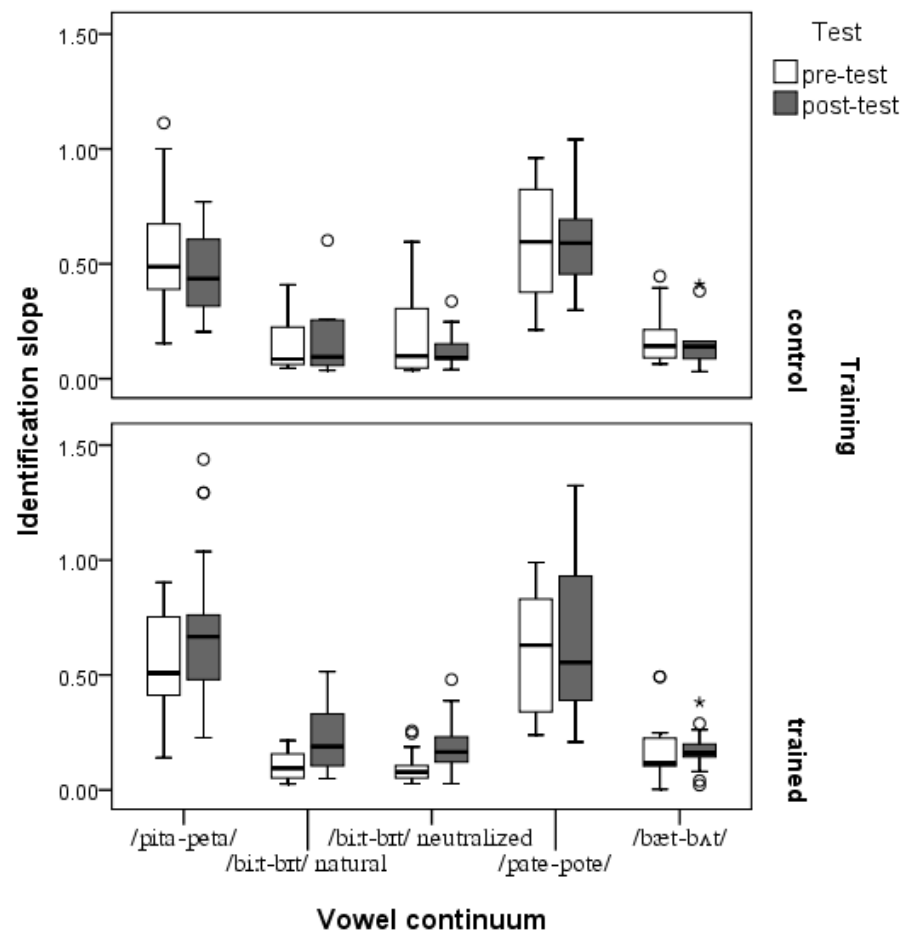 Test
pre-test
post-test
1.50
1.00
0.50
0.00
control
1.50
1.00
0.50
0.00
trained
Training
Identification slope
/pita-peta/
/biːt-bɪt/ natural
/biːt-bɪt/ neutralized
/pate-pote/
/bæt-bʌt/
Vowel continuum